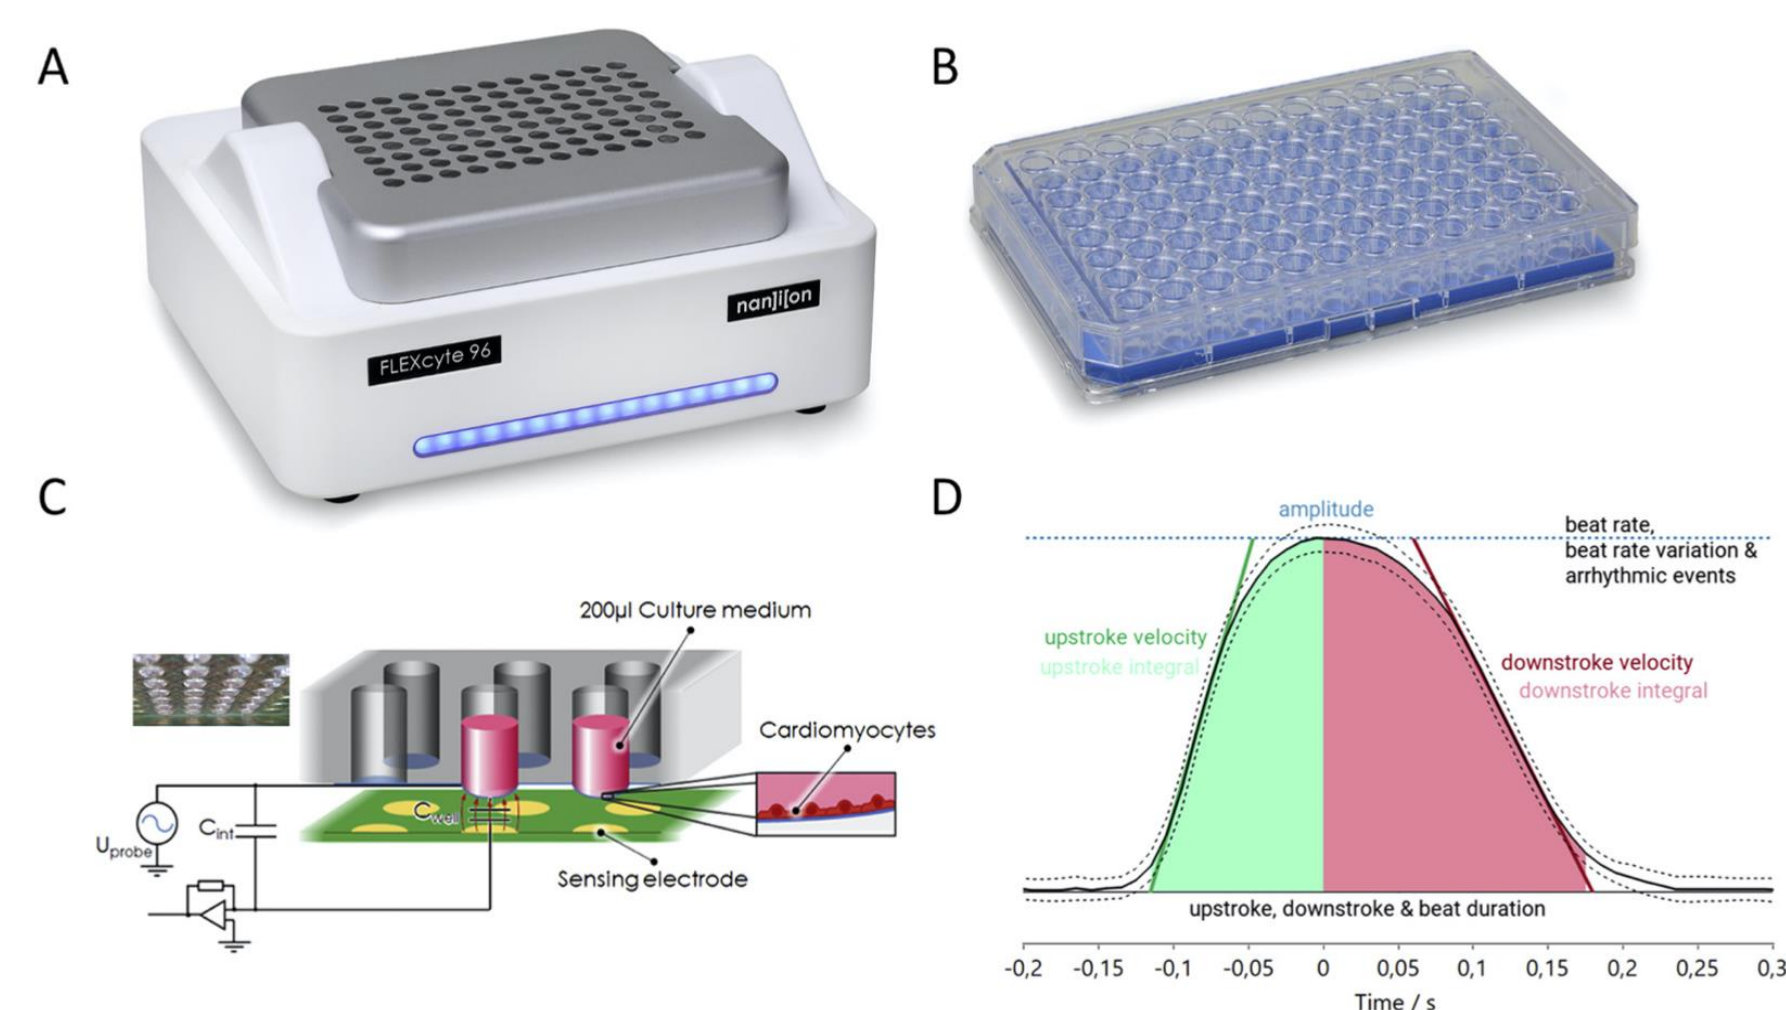 A
B
nan]i[on
FLEXcyte 96
C
D
200µl Culture medium
Cardiomyocytes
Cwell
Uprobe
Cint
Sensing electrode
amplitude
beat rate,
beat rate variation &
arrhythmic events
upstroke velocity
upstroke integral
downstroke velocity
downstroke integral
upstroke, downstroke & beat duration
-0,2 -0,15 -0,1 -0,05 0 0,05 0,1 0,15 0,2 0,25 0,3
Time / s